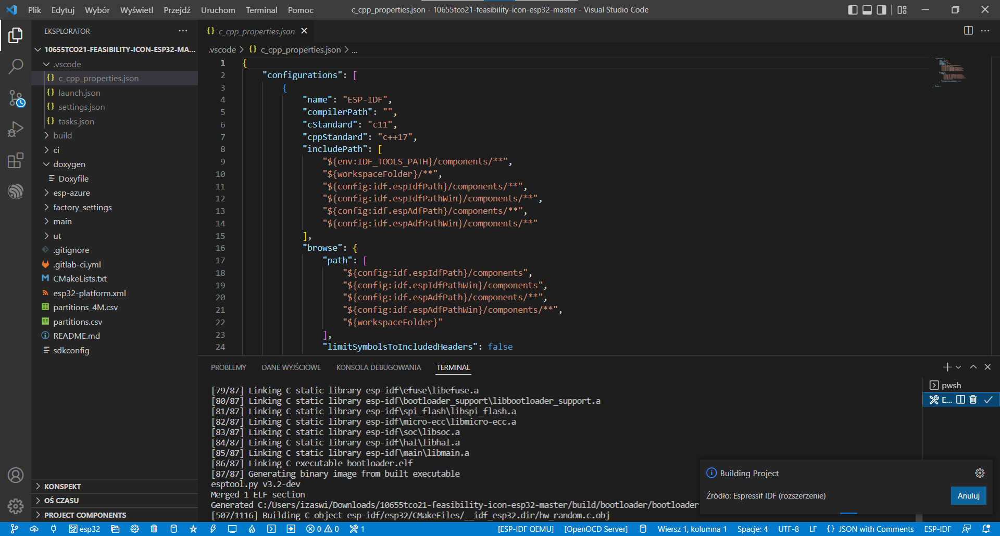 Plik Edytuj Wybór Wyświetl Przejdź Uruchom Terminal Pomoc
c_cpp_properties.json - 10655tco21-feasibility-icon-esp32-master - Visual Studio Code
EKSPLORATOR
10655TCO21-FEASIBILITY-ICON-ESP32-MA...
.vscode
c_cpp_properties.json
launch.json
settings.json
tasks.json
build
ci
doxygen
Doxyfile
esp-azure
factory_settings
main
ut
.gitignore
.gitlab-ci.yml
CMakeLists.txt
esp32-platform.xml
partitions_4M.csv
partitions.csv
README.md
sdkconfig
KONSPEKT
OŚ CZASU
PROJECT COMPONENTS
c_cpp_properties.json
.vscode > {} c_cpp_properties.json > ...
1 {
2 "configurations": [
3 {
4 "name": "ESP-IDF",
5 "compilerPath": "",
6 "cStandard": "c11",
7 "cppStandard": "c++17",
8 "includePath": [
9 "${env:IDF_TOOLS_PATH}/components/**",
10 "${workspaceFolder}/**",
11 "${config:idf.espIdfPath}/components/**",
12 "${config:idf.espIdfPathWin}/components/**",
13 "${config:idf.espAdfPath}/components/**",
14 "${config:idf.espAdfPathWin}/components/**"
15 ],
16 "browse": {
17 "path": [
18 "${config:idf.espIdfPath}/components",
19 "${config:idf.espIdfPathWin}/components",
20 "${config:idf.espAdfPath}/components/**",
21 "${config:idf.espAdfPathWin}/components/**",
22 "${workspaceFolder}"
23 ],
24 "limitSymbolsToIncludedHeaders": false
PROBLEMY DANE WYJŚCIOWE KONSOLA DEBUGOWANIA TERMINAL
[79/87] Linking C static library esp-idf\efuse\libefuse.a
[80/87] Linking C static library esp-idf\bootloader_support\libbootloader_support.a
[81/87] Linking C static library esp-idf\spi_flash\libspi_flash.a
[82/87] Linking C static library esp-idf\micro-ecc\libmicro-ecc.a
[83/87] Linking C static library esp-idf\soc\libsoc.a
[84/87] Linking C static library esp-idf\hal\libhal.a
[85/87] Linking C static library esp-idf\main\libmain.a
[86/87] Linking C executable bootloader.elf
[87/87] Generating binary image from built executable
esptool.py v3.2-dev
Merged 1 ELF section
Generated C:/Users/izaswi/Downloads/10655tco21-feasibility-icon-esp32-master/build/bootloader/bootloader
[507/1116] Building C object esp-idf/esp32/CMakeFiles/__idf_esp32.dir/hw_random.c.obj
pwsh
E...
Building Project
Źródło: Espressif IDF (rozszerzenie)
Anuluj
esp32 0 0 1 [ESP-IDF QEMU] [OpenOCD Server] Wiersz 1, kolumna 1 Spacje: 4 UTF-8 LF {} JSON with Comments ESP-IDF